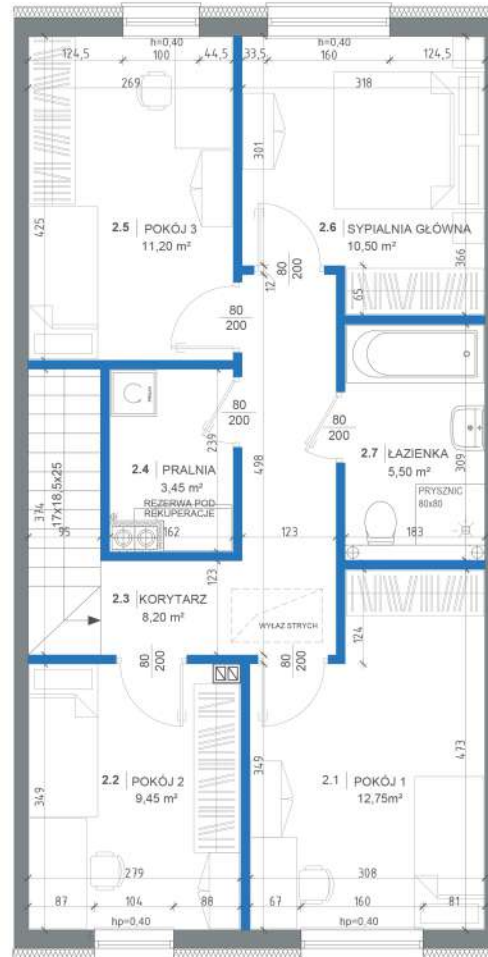 h=0,40
h=0,40
124,5 100 44,5 33,5 160 124,5
269 318
301
425
2.5 POKÓJ 3
11,20 m²
2.6 SYPIALNIA GŁÓWNA
10,50 m²
366
80
200
12
65
80
200
80
200
80
200
239
498
2.4 PRALNIA
3,45 m²
REZERWA POD
REKUPERACJE
162
123
2.7 ŁAZIENKA
5,50 m²
309
PRYSZNIC
80x80
183
374
17x18,5x25
95
123
2.3 KORYTARZ
8,20 m²
WYŁAZ STRYCH
124
80
200
80
200
349
2.2 POKÓJ 2
9,45 m²
349
2.1 POKÓJ 1
12,75m²
473
279 308
87 104 88 67 160 81
hp=0,40
hp=0,40